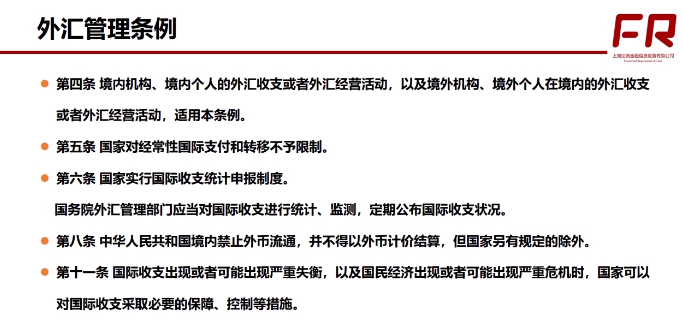 外汇管理条例
FR
第四条 境内机构、境内个人的外汇收支或者外汇经营活动，以及境外机构、境外个人在境内的外汇收支
或者外汇经营活动，适用本条例。
第五条 国家对经常性国际支付和转移不予限制。
第六条 国家实行国际收支统计申报制度。
国务院外汇管理部门应当对国际收支进行统计、监测，定期公布国际收支状况。
第八条 中华人民共和国境内禁止外币流通，并不得以外币计价结算，但国家另有规定的除外。
第十一条 国际收支出现或者可能出现严重失衡，以及国民经济出现或者可能出现严重危机时，国家可以
对国际收支采取必要的保障、控制等措施。